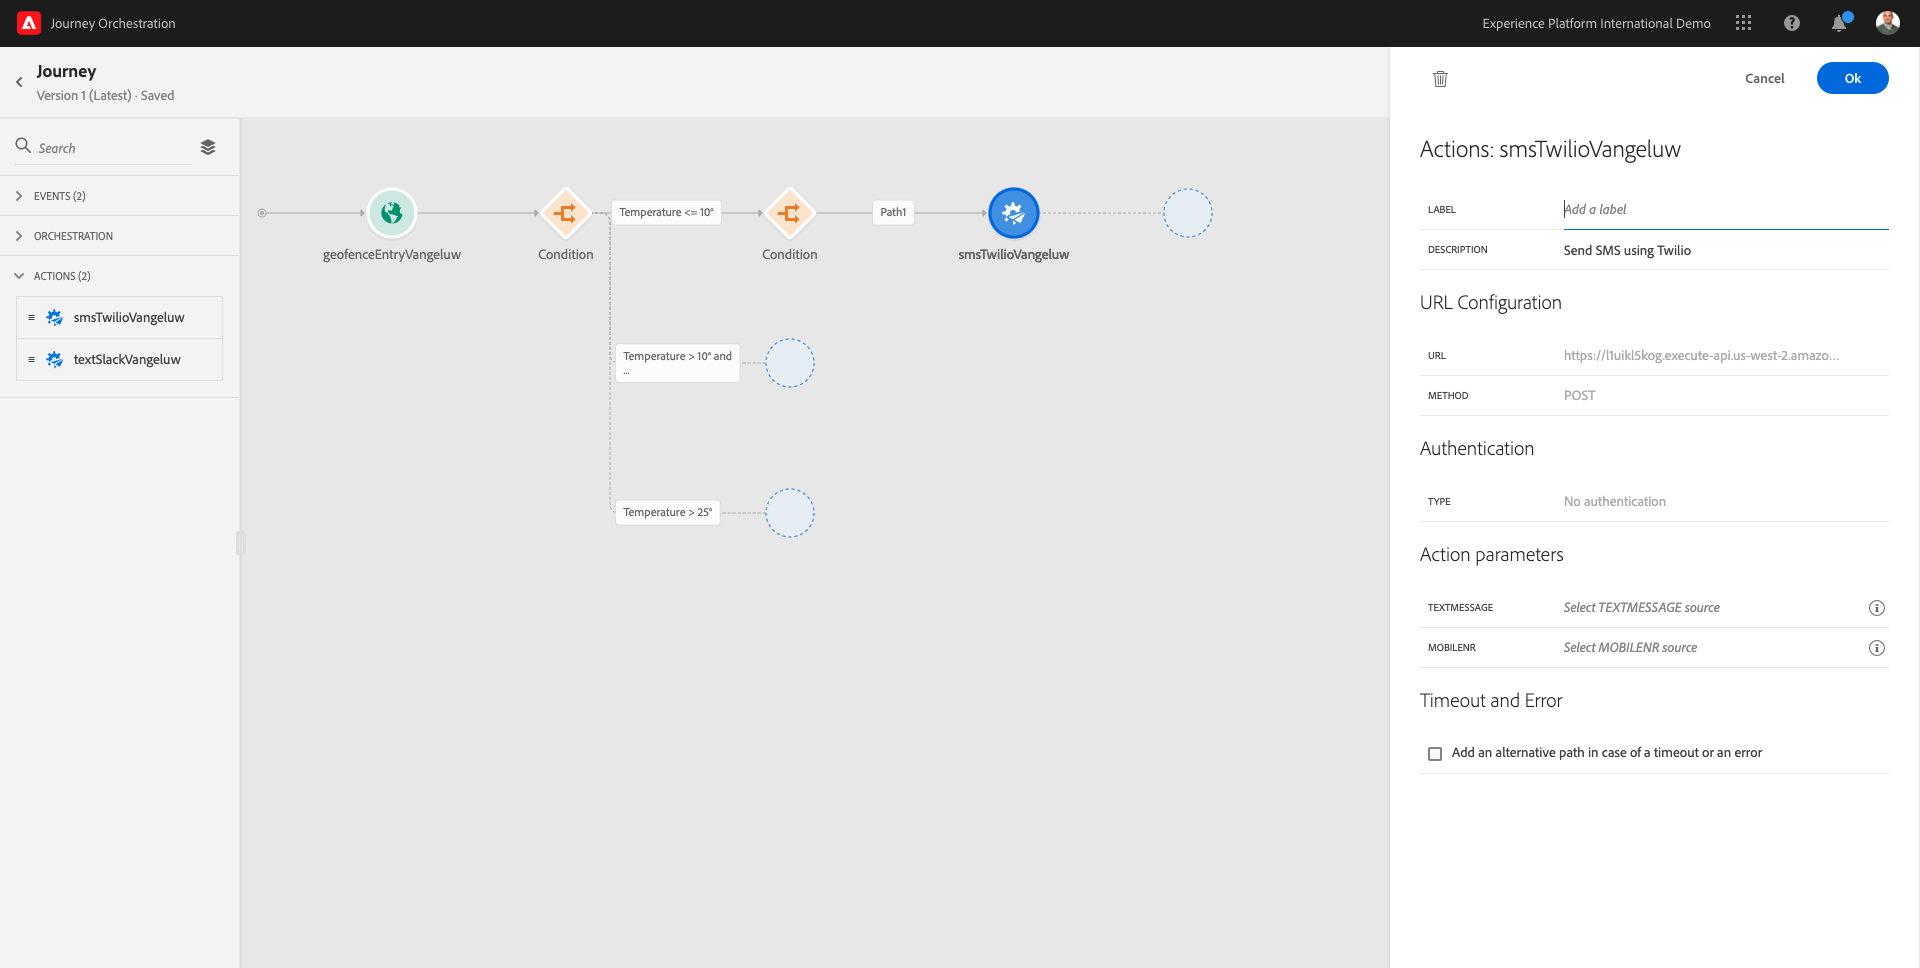 Journey Orchestration
Experience Platform International Demo
Journey
Version 1 (Latest) · Saved
Cancel
Ok
Search
EVENTS (2)
ORCHESTRATION
ACTIONS (2)
smsTwilioVangeluw
textSlackVangeluw
geofenceEntryVangeluw
Condition
Temperature <= 10°
Condition
Path1
smsTwilioVangeluw
Temperature > 10° and
...
Temperature > 25°
Actions: smsTwilioVangeluw
LABEL
Add a label
DESCRIPTION
Send SMS using Twilio
URL Configuration
URL
https://l1uikl5kog.execute-api.us-west-2.amazo...
METHOD
POST
Authentication
TYPE
No authentication
Action parameters
TEXTMESSAGE
Select TEXTMESSAGE source
MOBILENR
Select MOBILENR source
Timeout and Error
Add an alternative path in case of a timeout or an error